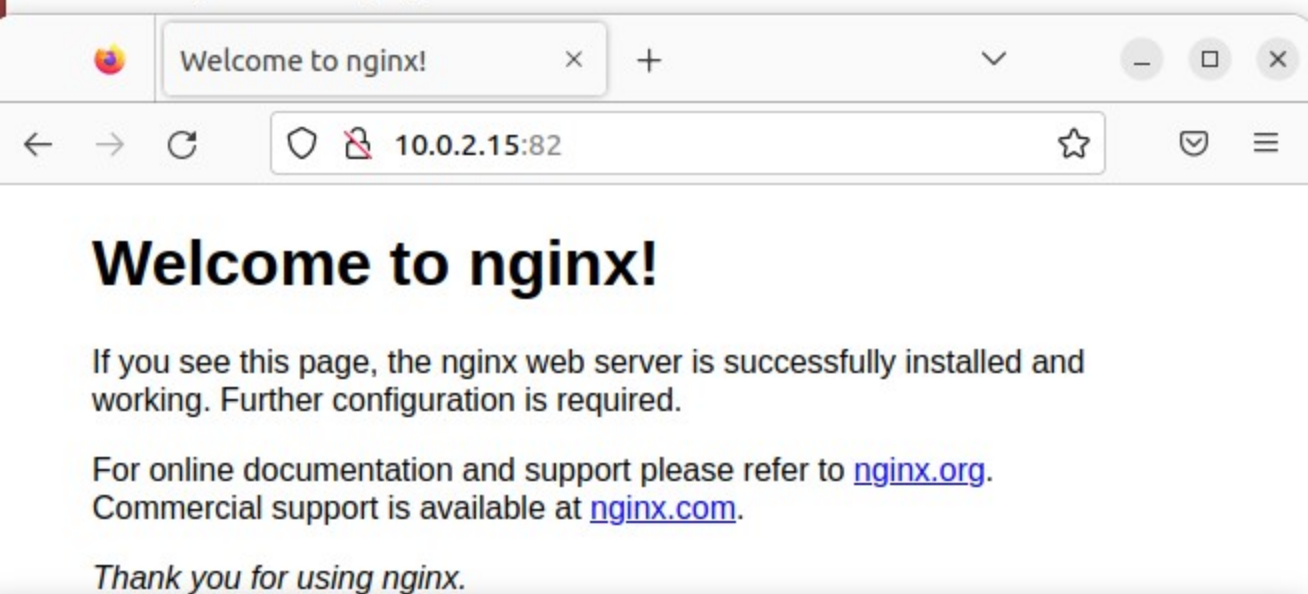 Welcome to nginx!
10.0.2.15:82
Welcome to nginx!
If you see this page, the nginx web server is successfully installed and
working. Further configuration is required.
For online documentation and support please refer to nginx.org.
Commercial support is available at nginx.com.
Thank you for using nginx.